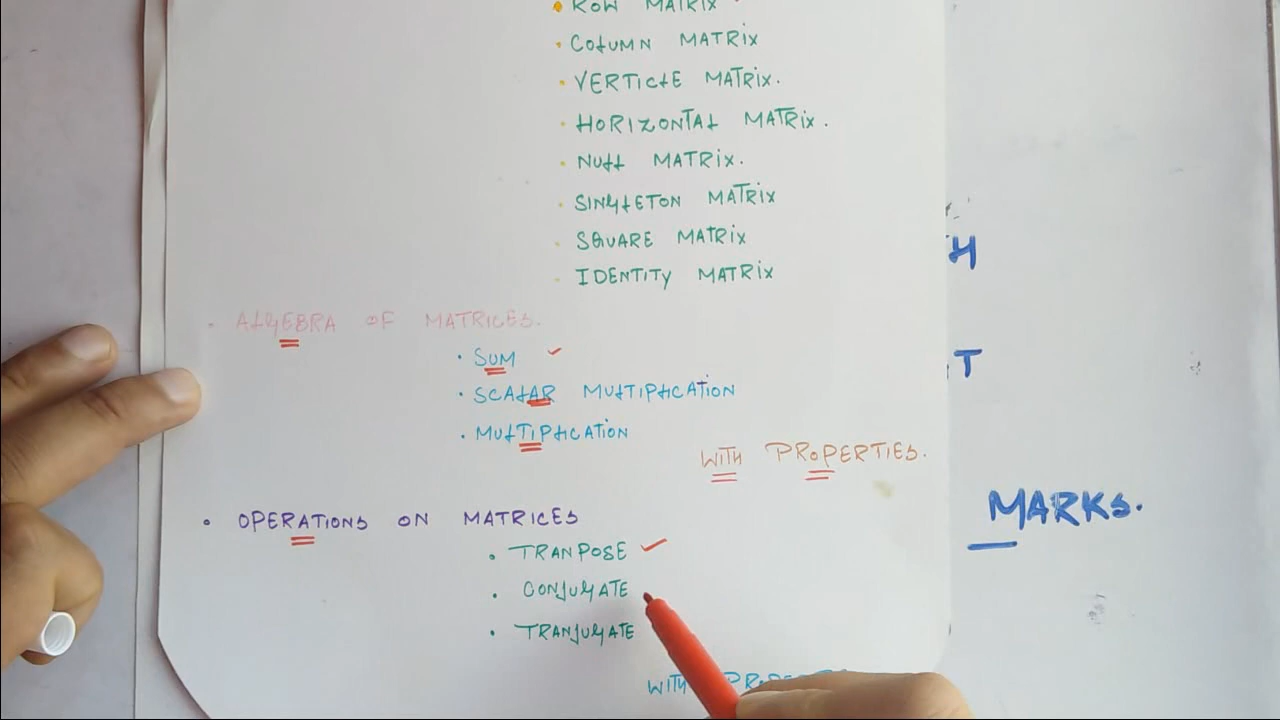 ROW MATRIX
COLUMN MATRIX
VERTICLE MATRIX.
HORIZONTAL MATRIX.
NULL MATRIX.
SINGLETON MATRIX
SQUARE MATRIX
IDENTITY MATRIX
ALGEBRA OF MATRICES.
SUM
SCALAR MULTIPLICATION
MULTIPLICATION
WITH PROPERTIES.
OPERATIONS ON MATRICES
TRANPOSE
CONJUGATE
TRANJUGATE
WITH
MARKS.